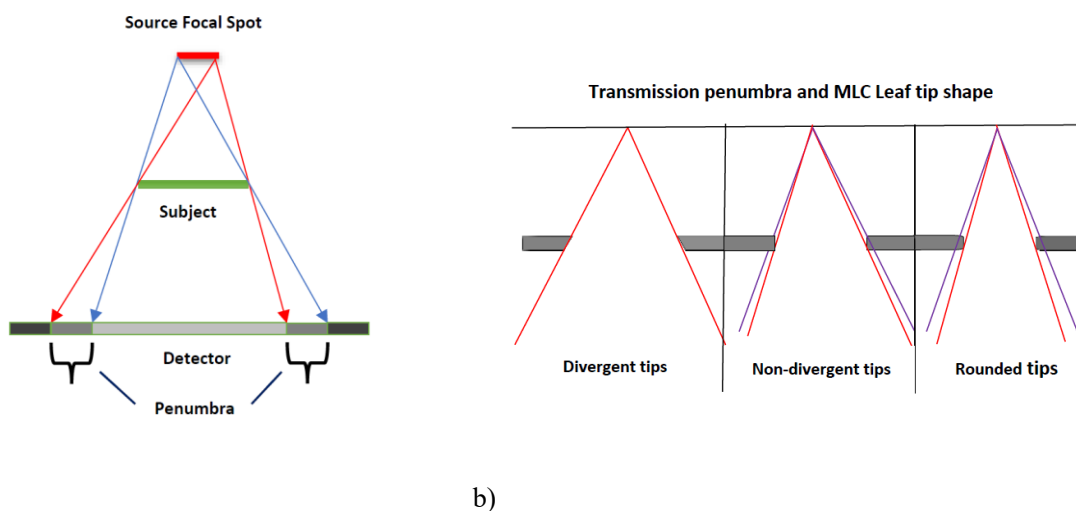 Source Focal Spot
Subject
Detector
Penumbra
Transmission penumbra and MLC Leaf tip shape
Divergent tips
Non-divergent tips
Rounded tips
b)